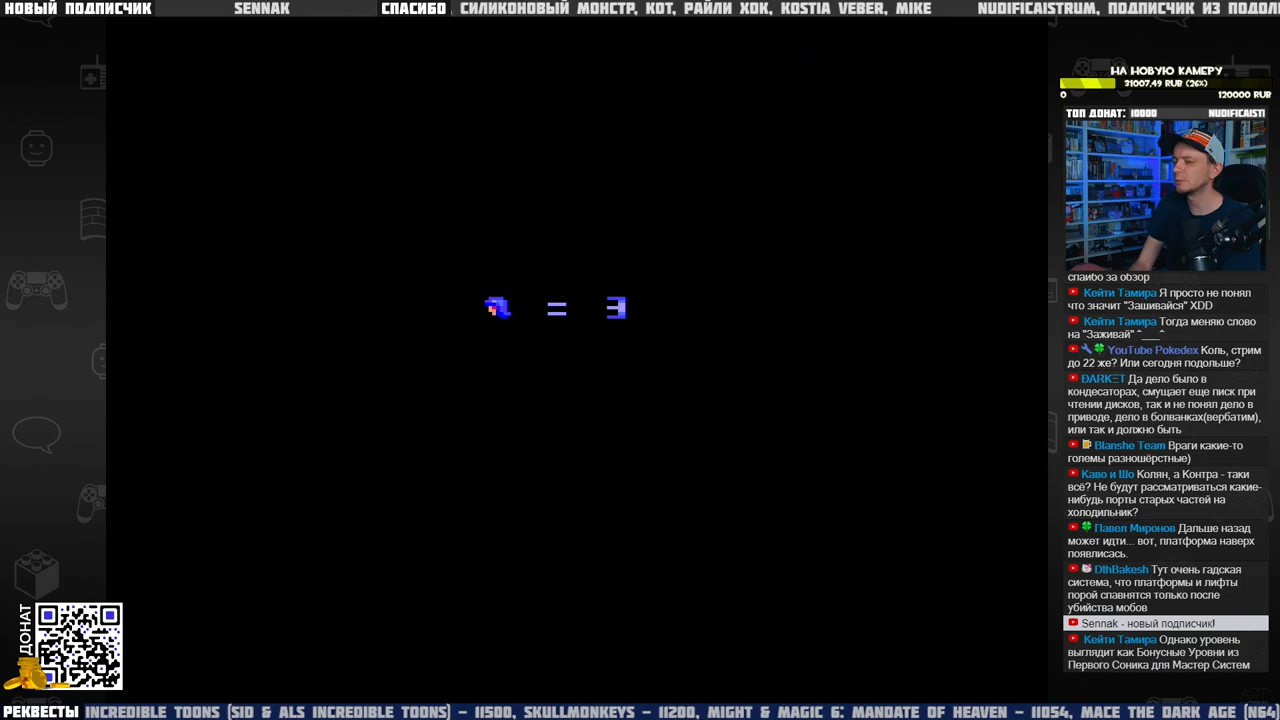 НОВЫЙ ПОДПИСЧИК
SENNAK
СПАСИБО
СИЛИКОНОВЫЙ МОНСТР, КОТ, РАЙЛИ ХОК, KOSTIA VEBER, MIKE
NUDIFICAISTRUM, ПОДПИСЧИК ИЗ ПОДОЛ
= 3
НА НОВУЮ КАМЕРУ
31007,49 RUB (26%)
0
120000 RUB
ТОП ДОНАТ: 10000
NUDIFICAISTI
спаибо за обзор
Кейти Тамира Я просто не понял
что значит "Зашивайся" XDD
Кейти Тамира Тогда меняю слово
на "Заживай" ^___^
YouTube Pokedex Коль, стрим
до 22 же? Или сегодня подольше?
ĐARKΞT Да дело было в
кондесаторах, смущает еще писк при
чтении дисков, так и не понял дело в
приводе, дело в болванках(вербатим),
или так и должно быть
Blanshe Team Враги какие-то
големы разношёрстные)
Каво и Шо Колян, а Контра - таки
всё? Не будут рассматриваться какие-
нибудь порты старых частей на
холодильник?
Павел Миронов Дальше назад
может идти... вот, платформа наверх
появлисась.
DIhBakesh Тут очень гадская
система, что платформы и лифты
порой спавнятся только после
убийства мобов
Sennak - новый подписчик!
Кейти Тамира Однако уровень
выглядит как Бонусные Уровни из
Первого Соника для Мастер Систем
ДОНАТ
РЕКВЕСТЫ
INCREDIBLE TOONS (SID & ALS INCREDIBLE TOONS) – 11500, SKULLMONKEYS – 11200, MIGHT & MAGIC 6: MANDATE OF HEAVEN – 11054, MACE THE DARK AGE (N64)